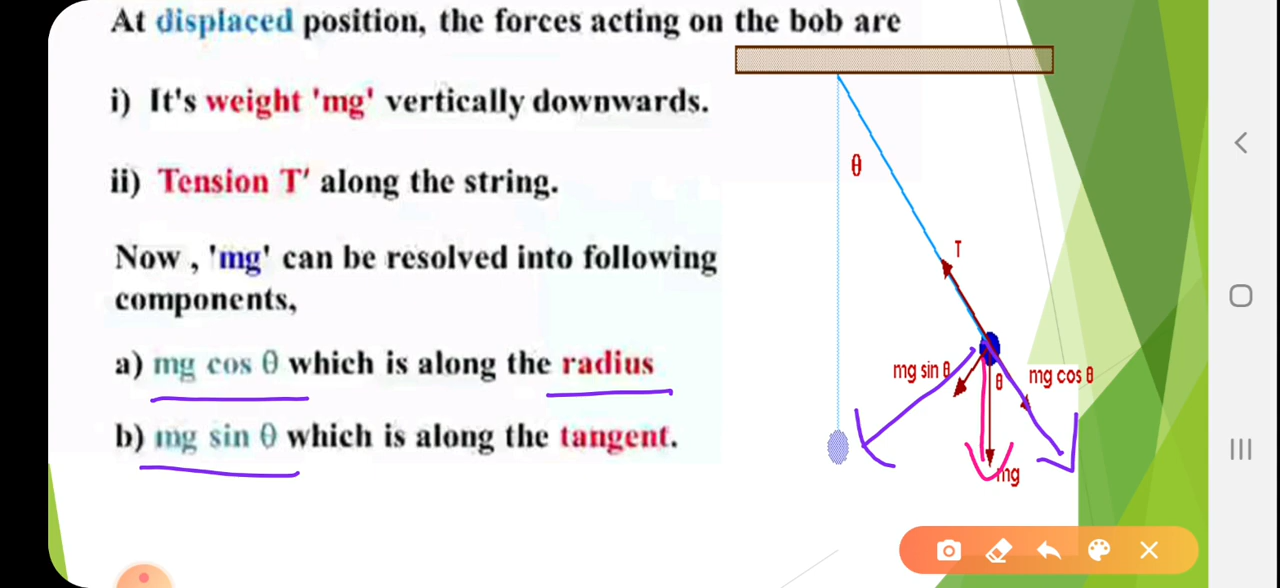 At displaced position, the forces acting on the bob are
i) It's weight 'mg' vertically downwards.
ii) Tension T' along the string.
Now , 'mg' can be resolved into following
components,
a) mg cos θ which is along the radius
b) mg sin θ which is along the tangent.
θ
T
mg sin θ
θ
mg cos θ
mg